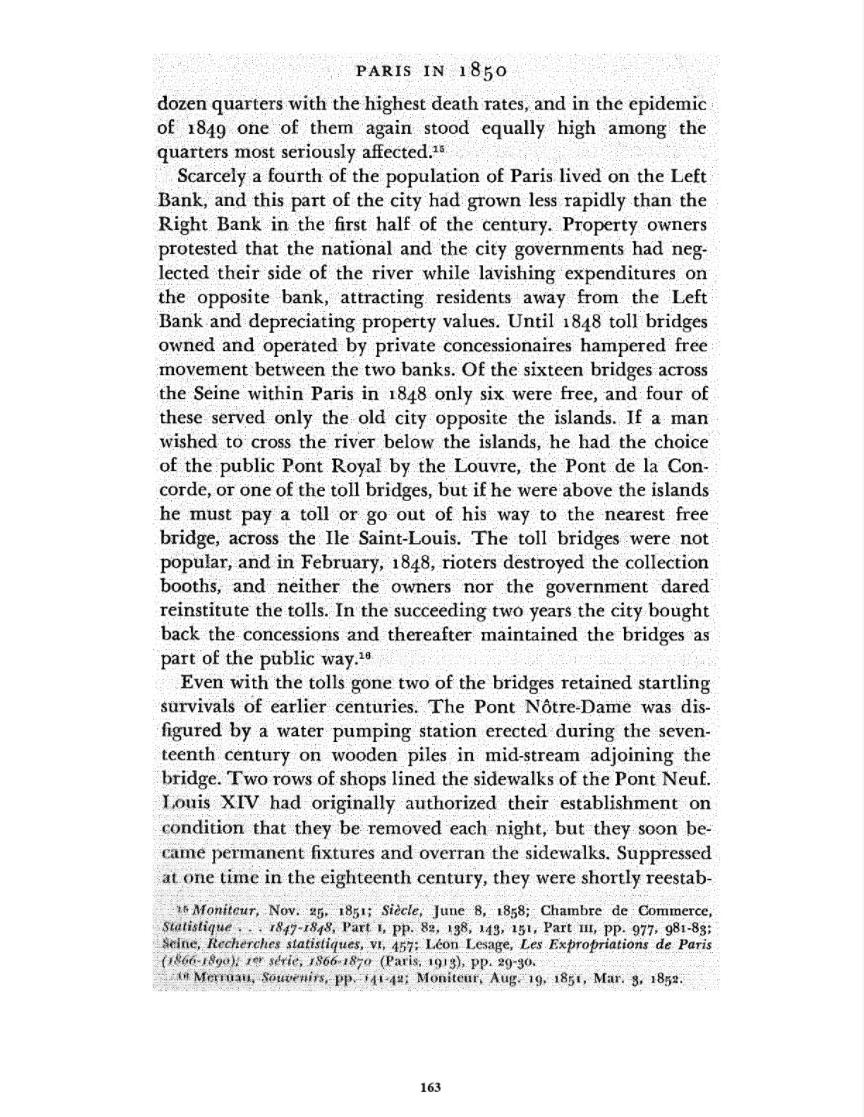 PARIS IN 1850
dozen quarters with the highest death rates, and in the epidemic
of 1849 one of them again stood equally high among the
quarters most seriously affected.¹⁵
Scarcely a fourth of the population of Paris lived on the Left
Bank, and this part of the city had grown less rapidly than the
Right Bank in the first half of the century. Property owners
protested that the national and the city governments had neg-
lected their side of the river while lavishing expenditures on
the opposite bank, attracting residents away from the Left
Bank and depreciating property values. Until 1848 toll bridges
owned and operated by private concessionaires hampered free
movement between the two banks. Of the sixteen bridges across
the Seine within Paris in 1848 only six were free, and four of
these served only the old city opposite the islands. If a man
wished to cross the river below the islands, he had the choice
of the public Pont Royal by the Louvre, the Pont de la Con-
corde, or one of the toll bridges, but if he were above the islands
he must pay a toll or go out of his way to the nearest free
bridge, across the Ile Saint-Louis. The toll bridges were not
popular, and in February, 1848, rioters destroyed the collection
booths, and neither the owners nor the government dared
reinstitute the tolls. In the succeeding two years the city bought
back the concessions and thereafter maintained the bridges as
part of the public way.¹⁶
Even with the tolls gone two of the bridges retained startling
survivals of earlier centuries. The Pont Nôtre-Dame was dis-
figured by a water pumping station erected during the seven-
teenth century on wooden piles in mid-stream adjoining the
bridge. Two rows of shops lined the sidewalks of the Pont Neuf.
Louis XIV had originally authorized their establishment on
condition that they be removed each night, but they soon be-
came permanent fixtures and overran the sidewalks. Suppressed
at one time in the eighteenth century, they were shortly reestab-
¹⁵ Moniteur, Nov. 25, 1851; Siècle, June 8, 1858; Chambre de Commerce,
Statistique . . . 1847-1848, Part I, pp. 82, 138, 143, 151, Part III, pp. 977, 981-83;
Seine, Recherches statistiques, VI, 457; Léon Lesage, Les Expropriations de Paris
(1866-1890); 1er série, 1866-1870 (Paris, 1913), pp. 29-30.
¹⁶ Merruau, Souvenirs, pp. 141-42; Moniteur, Aug. 19, 1851, Mar. 3, 1852.
163